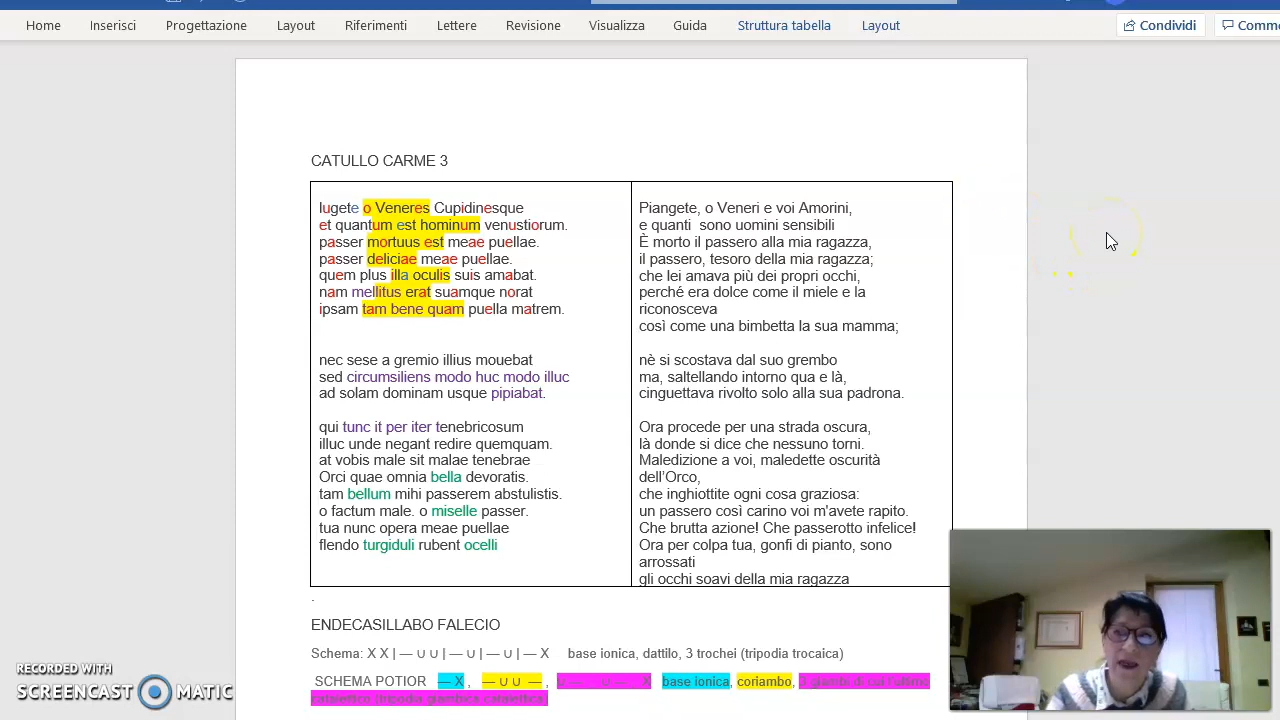 Home Inserisci Progettazione Layout Riferimenti Lettere Revisione Visualizza Guida Struttura tabella Layout Condividi Comme
CATULLO CARME 3
lugete o Veneres Cupidinesque
et quantum est hominum venustiorum.
passer mortuus est meae puellae.
passer deliciae meae puellae.
quem plus illa oculis suis amabat.
nam mellitus erat suamque norat
ipsam tam bene quam puella matrem.
nec sese a gremio illius mouebat
sed circumsiliens modo huc modo illuc
ad solam dominam usque pipiabat.
qui tunc it per iter tenebricosum
illuc unde negant redire quemquam.
at vobis male sit malae tenebrae
Orci quae omnia bella devoratis.
tam bellum mihi passerem abstulistis.
o factum male. o miselle passer.
tua nunc opera meae puellae
flendo turgiduli rubent ocelli
Piangete, o Veneri e voi Amorini,
e quanti sono uomini sensibili
È morto il passero alla mia ragazza,
il passero, tesoro della mia ragazza;
che lei amava più dei propri occhi,
perché era dolce come il miele e la
riconosceva
così come una bimbetta la sua mamma;
nè si scostava dal suo grembo
ma, saltellando intorno qua e là,
cinguettava rivolto solo alla sua padrona.
Ora procede per una strada oscura,
là donde si dice che nessuno torni.
Maledizione a voi, maledette oscurità
dell'Orco,
che inghiottite ogni cosa graziosa:
un passero così carino voi m'avete rapito.
Che brutta azione! Che passerotto infelice!
Ora per colpa tua, gonfi di pianto, sono
arrossati
gli occhi soavi della mia ragazza
.
ENDECASILLABO FALECIO
Schema: X X | — ∪ ∪ | — ∪ | — ∪ | — X base ionica, dattilo, 3 trochei (tripodia trocaica)
SCHEMA POTIOR — X , — ∪ ∪ — , ∪ — ∪ — ∪ — X base ionica, coriambo, 3 giambi di cui l'ultimo
catalettico (tripodia giambica catalettica)
RECORDED WITH
SCREENCAST MATIC